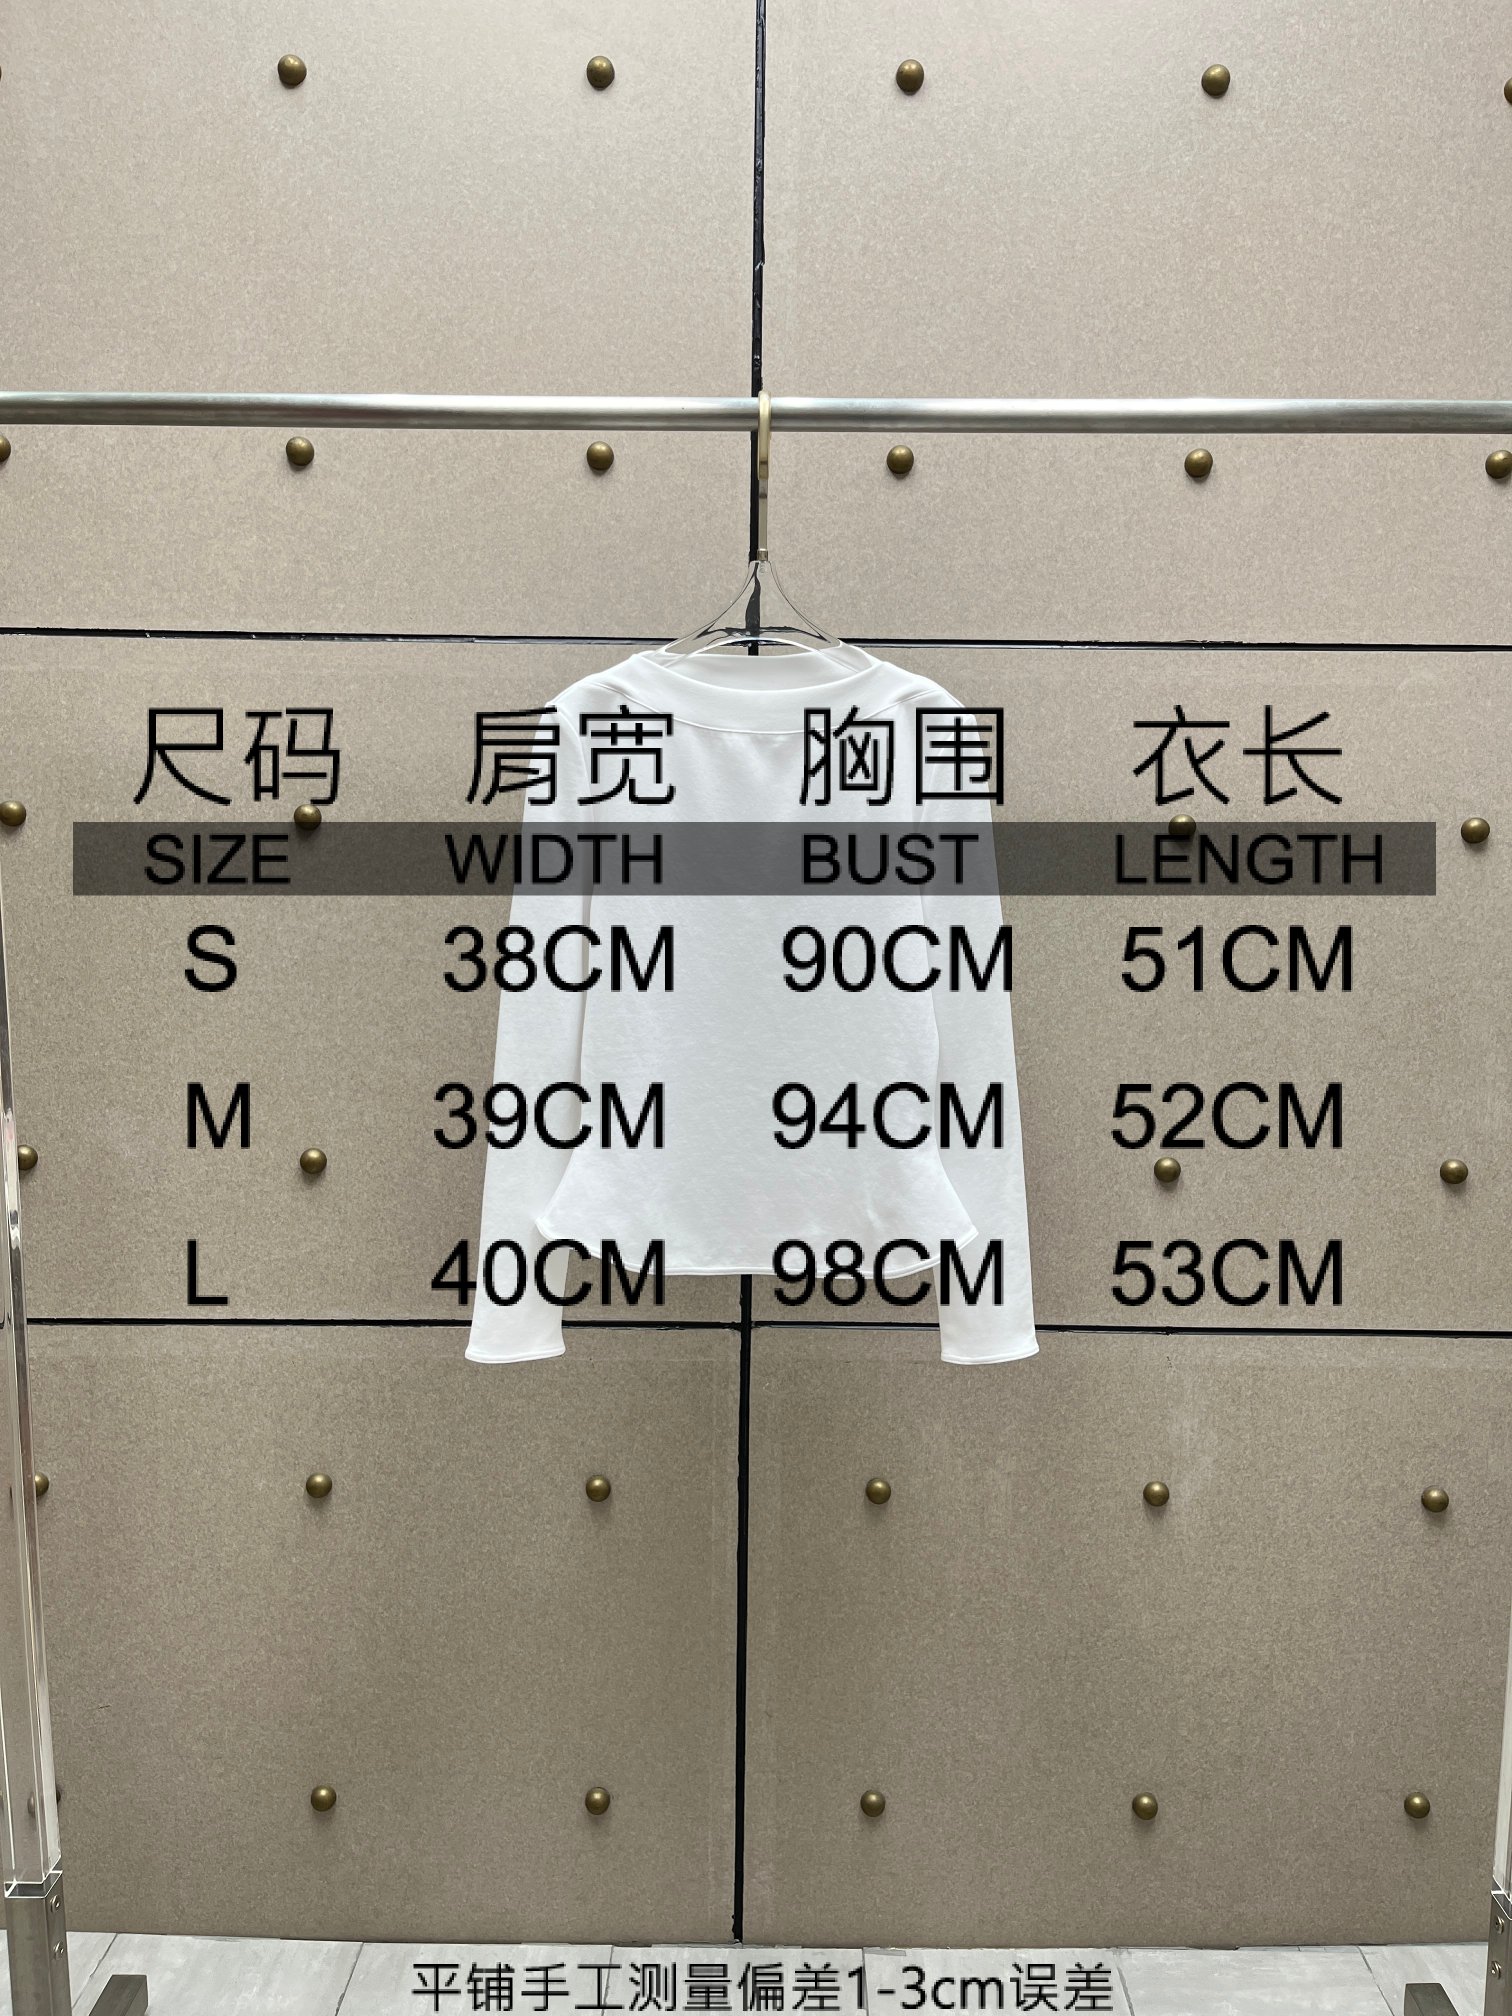 尺码 肩宽 胸围 衣长
SIZE WIDTH BUST LENGTH
S 38CM 90CM 51CM
M 39CM 94CM 52CM
L 40CM 98CM 53CM
平铺手工测量偏差1-3cm误差